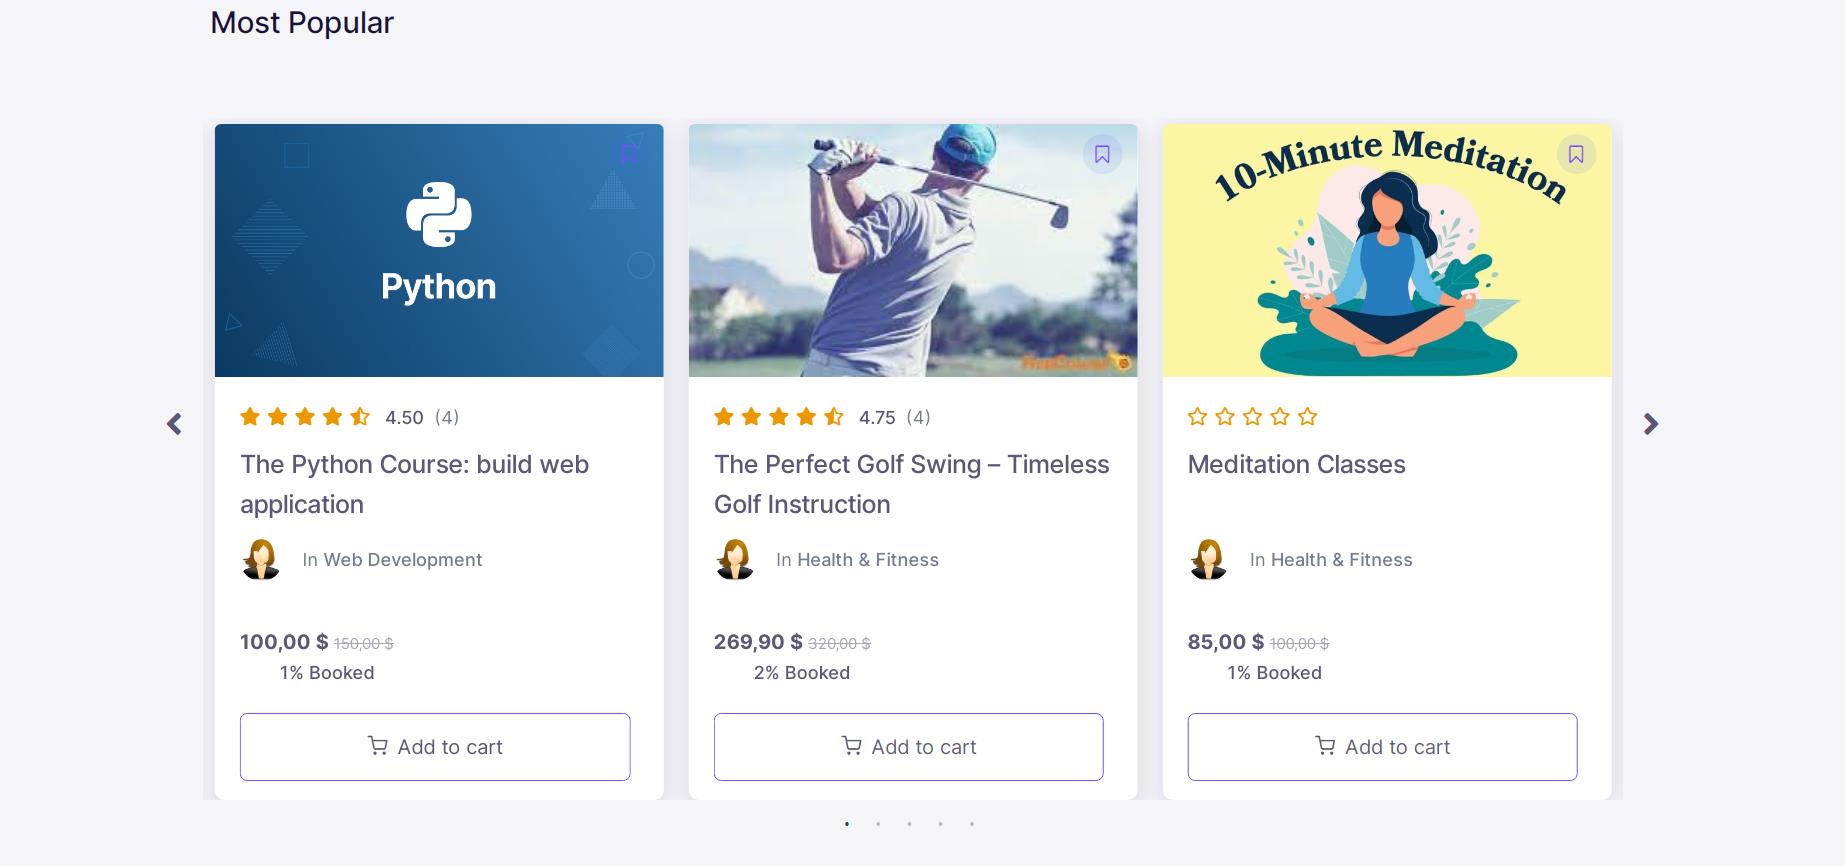 Most Popular
Python
10-Minute Meditation
4.50 (4)
The Python Course: build web
application
In Web Development
100,00 $ 150,00 $
1% Booked
Add to cart
4.75 (4)
The Perfect Golf Swing – Timeless
Golf Instruction
In Health & Fitness
269,90 $ 320,00 $
2% Booked
Add to cart
Meditation Classes
In Health & Fitness
85,00 $ 100,00 $
1% Booked
Add to cart